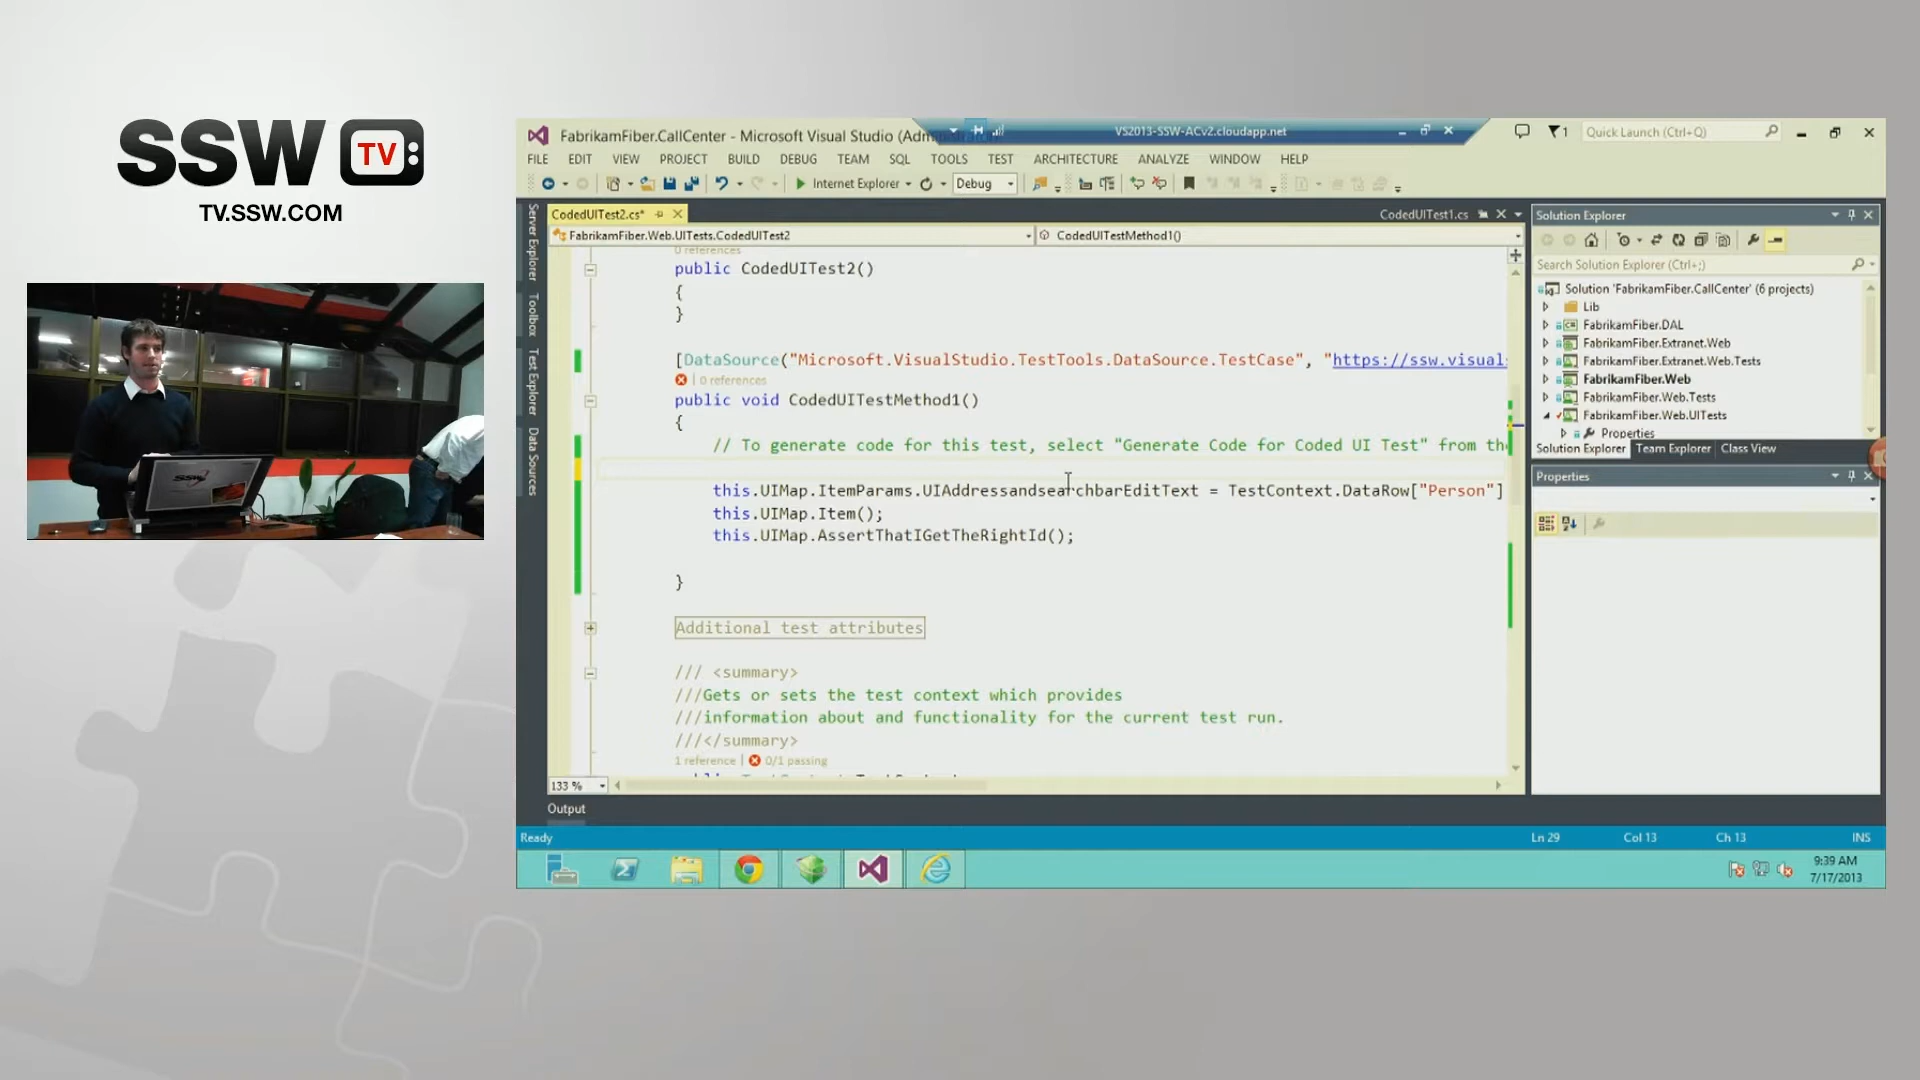 SSW TV:
TV.SSW.COM
FabrikamFiber.CallCenter - Microsoft Visual Studio (Adm
VS2013-SSW-ACv2.cloudapp.net
1
Quick Launch (Ctrl+Q)
FILE EDIT VIEW PROJECT BUILD DEBUG TEAM SQL TOOLS TEST ARCHITECTURE ANALYZE WINDOW HELP
Internet Explorer
Debug
Server Explorer
Toolbox
Test Explorer
Data Sources
CodedUITest2.cs*
CodedUITest1.cs
FabrikamFiber.Web.UITests.CodedUITest2
CodedUITestMethod1()
0 references
public CodedUITest2()
{
}
[DataSource("Microsoft.VisualStudio.TestTools.DataSource.TestCase", "https://ssw.visuals
| 0 references
public void CodedUITestMethod1()
{
// To generate code for this test, select "Generate Code for Coded UI Test" from the
this.UIMap.ItemParams.UIAddressandsearchbarEditText = TestContext.DataRow["Person"]
this.UIMap.Item();
this.UIMap.AssertThatIGetTheRightId();
}
Additional test attributes
/// <summary>
///Gets or sets the test context which provides
///information about and functionality for the current test run.
///</summary>
1 reference | 0/1 passing
133 %
Output
Ready
Ln 29 Col 13 Ch 13 INS
Solution Explorer
Search Solution Explorer (Ctrl+;)
Solution 'FabrikamFiber.CallCenter' (6 projects)
Lib
FabrikamFiber.DAL
FabrikamFiber.Extranet.Web
FabrikamFiber.Extranet.Web.Tests
FabrikamFiber.Web
FabrikamFiber.Web.Tests
FabrikamFiber.Web.UITests
Properties
Solution Explorer Team Explorer Class View
Properties
9:39 AM
7/17/2013